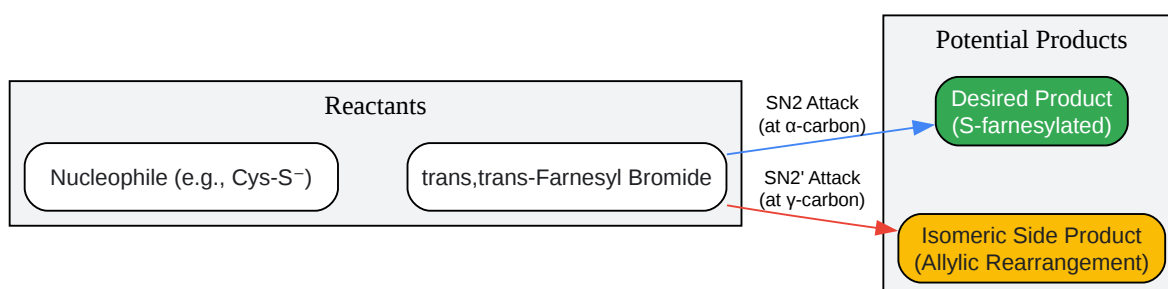 Potential Products
Reactants
Desired Product
(S-farnesylated)
SN2 Attack
(at α-carbon)
Nucleophile (e.g., Cys-S⁻)
trans,trans-Farnesyl Bromide
SN2' Attack
(at γ-carbon)
Isomeric Side Product
(Allylic Rearrangement)